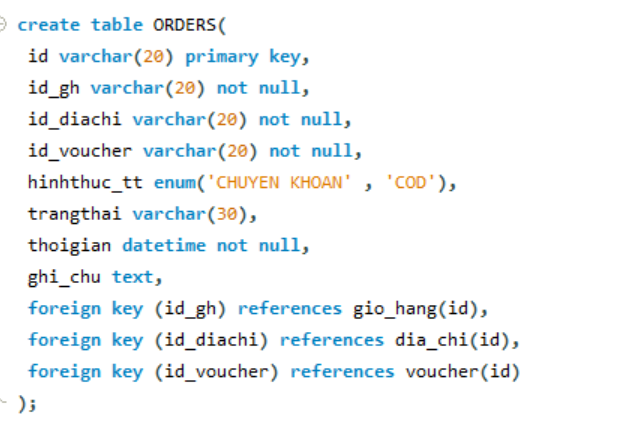 create table ORDERS(
id varchar(20) primary key,
id_gh varchar(20) not null,
id_diachi varchar(20) not null,
id_voucher varchar(20) not null,
hinhthuc_tt enum('CHUYEN KHOAN' , 'COD'),
trangthai varchar(30),
thoigian datetime not null,
ghi_chu text,
foreign key (id_gh) references gio_hang(id),
foreign key (id_diachi) references dia_chi(id),
foreign key (id_voucher) references voucher(id)
);